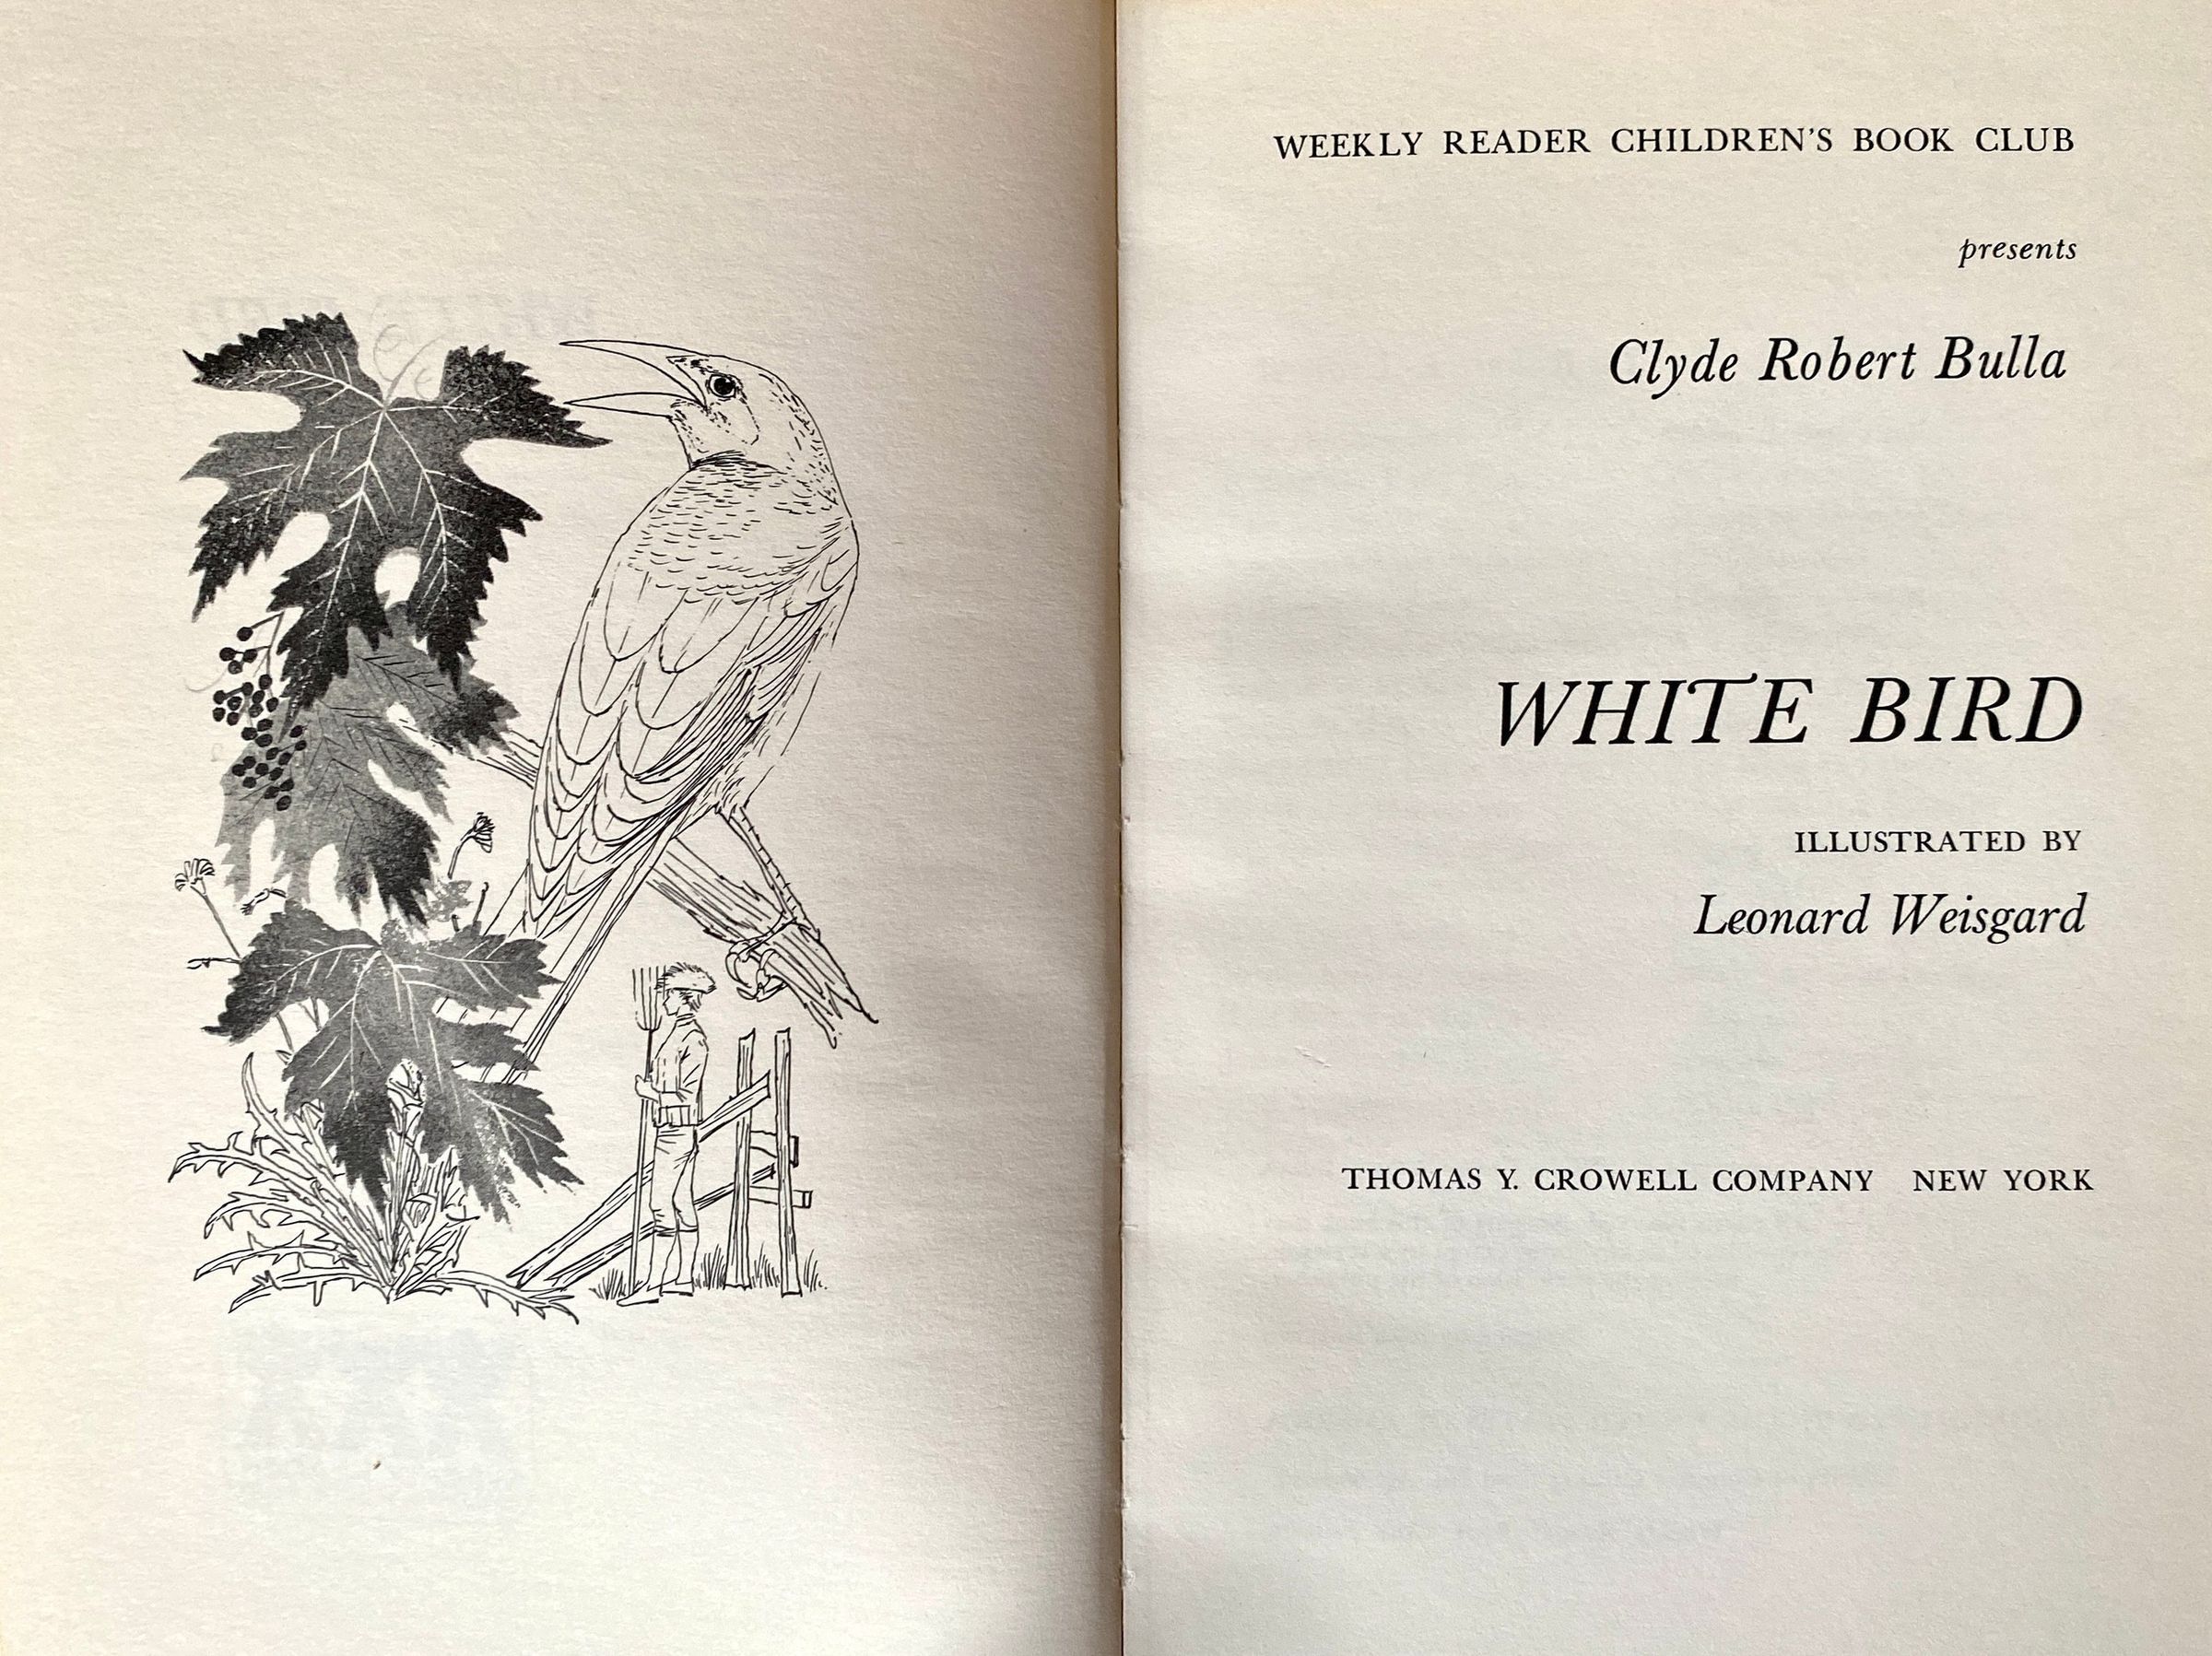 WEEKLY READER CHILDREN'S BOOK CLUB
presents
Clyde Robert Bulla
WHITE BIRD
ILLUSTRATED BY
Leonard Weisgard
THOMAS Y. CROWELL COMPANY NEW YORK